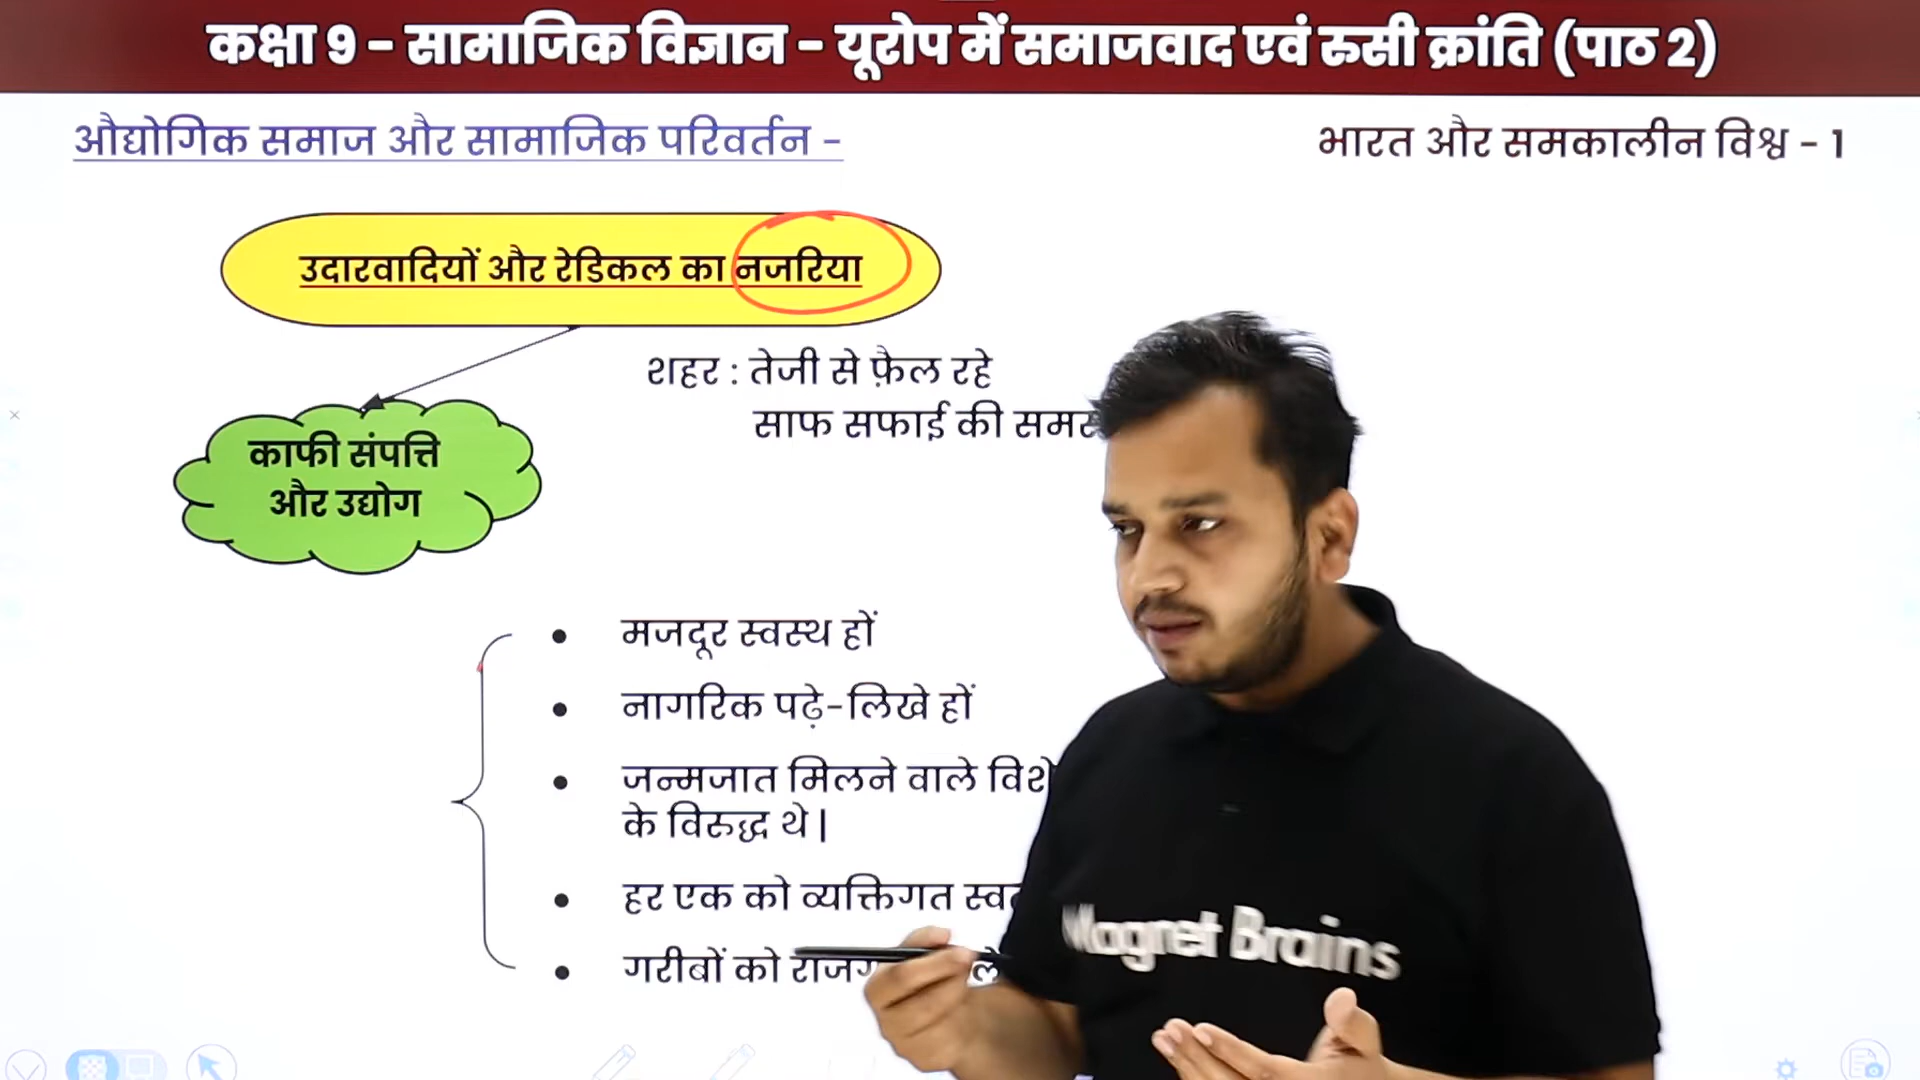 कक्षा 9 - सामाजिक विज्ञान - यूरोप में समाजवाद एवं रुसी क्रांति (पाठ 2)
औद्योगिक समाज और सामाजिक परिवर्तन -
भारत और समकालीन विश्व - 1
उदारवादियों और रेडिकल का नजरिया
शहर : तेजी से फ़ैल रहे
साफ सफाई की
काफी संपत्ति
और उद्योग
• मजदूर स्वस्थ हों
• नागरिक पढ़े-लिखे हों
• जन्मजात मिलने वाले
के विरुद्ध थे |
• हर एक को व्यक्तिगत
• गरीबों को
Magnet Brains